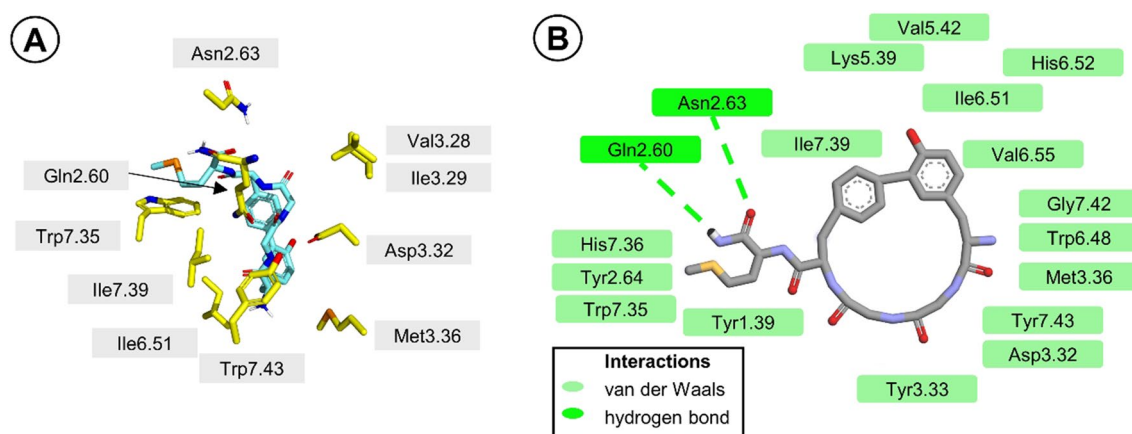 A
Asn2.63
Val3.28
Gln2.60
Ile3.29
Trp7.35
Asp3.32
Ile7.39
Ile6.51
Met3.36
Trp7.43
B
Val5.42
Lys5.39
His6.52
Asn2.63
Ile6.51
Gln2.60
Ile7.39
Val6.55
Gly7.42
His7.36
Trp6.48
Tyr2.64
Met3.36
Trp7.35
Tyr1.39
Tyr7.43
Asp3.32
Tyr3.33
Interactions
van der Waals
hydrogen bond